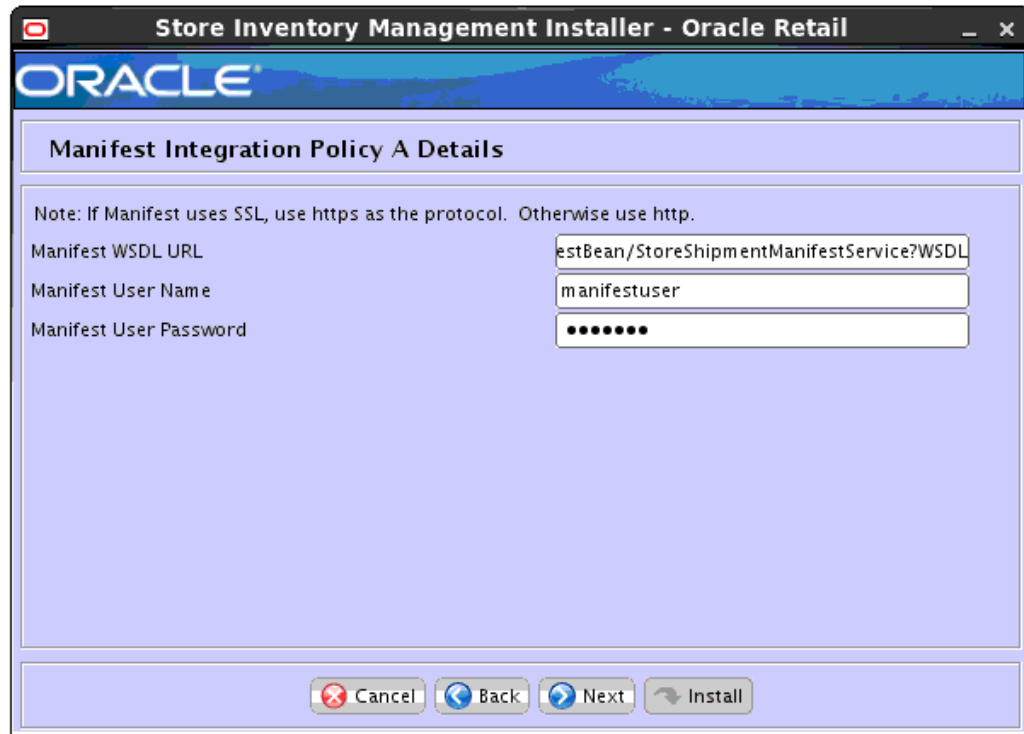 Store Inventory Management Installer - Oracle Retail
ORACLE
Manifest Integration Policy A Details
Note: If Manifest uses SSL, use https as the protocol.  Otherwise use http.
Manifest WSDL URL estBean/StoreShipmentManifestService?WSDL
Manifest User Name manifestuser
Manifest User Password •••••••
Cancel Back Next Install